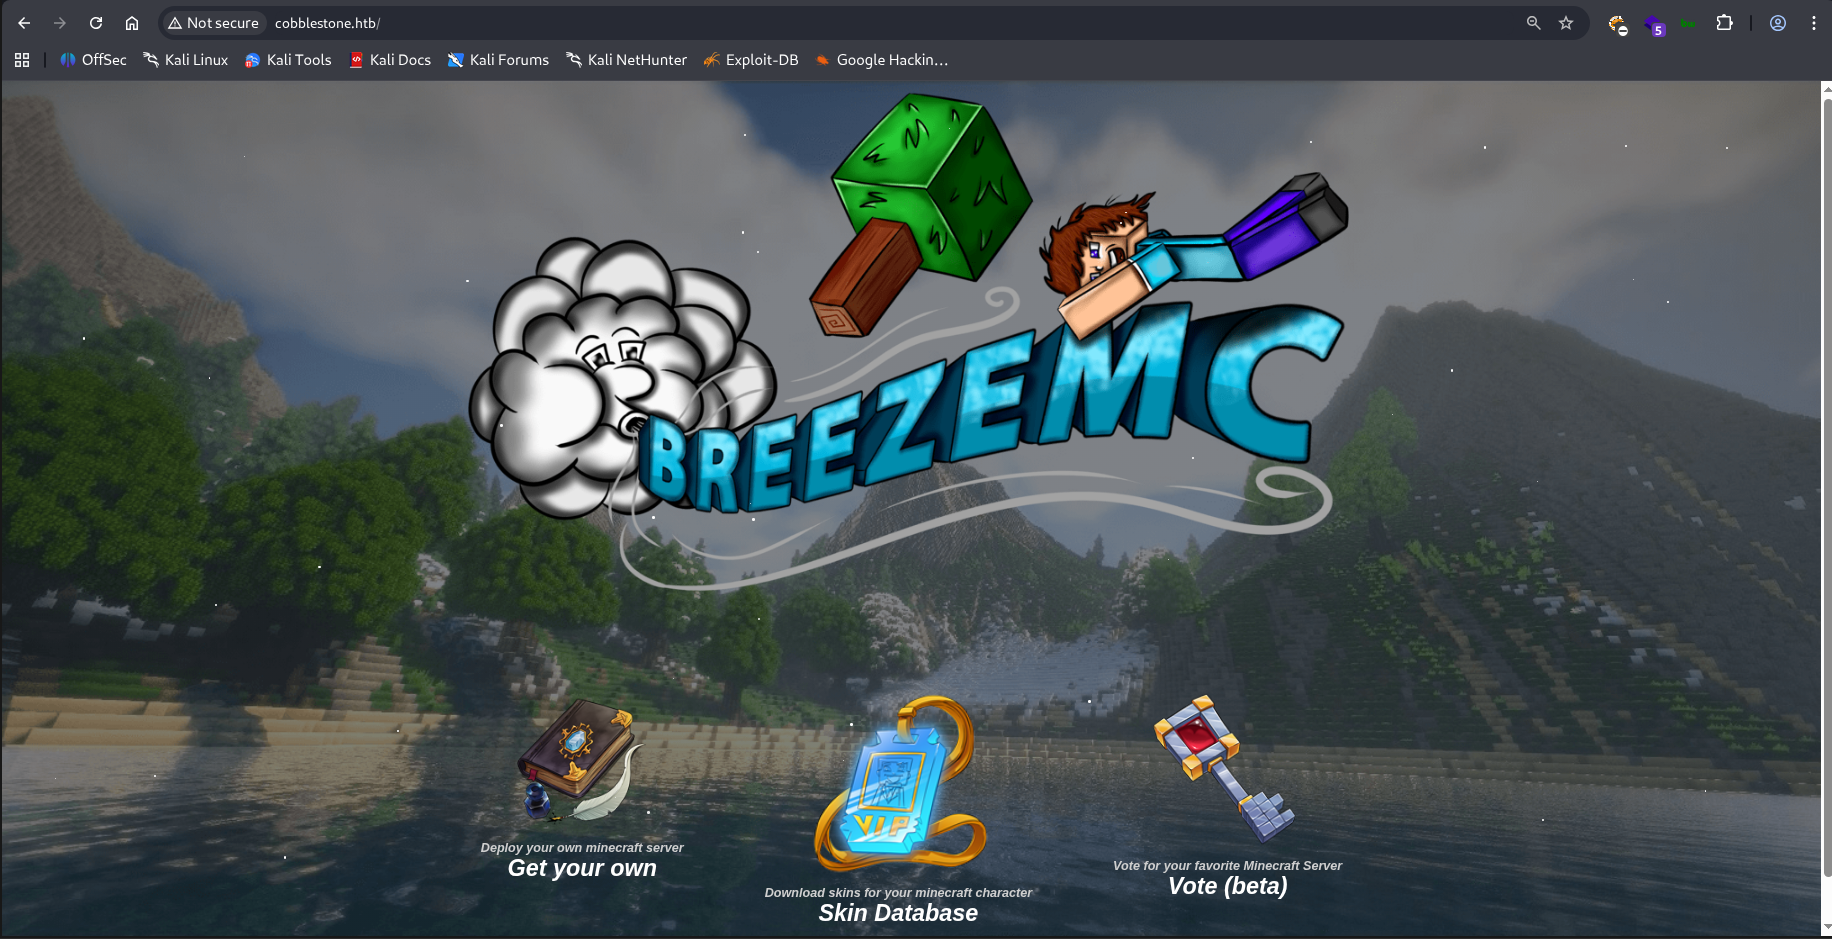 Not secure cobblestone.htb/
5
OffSec Kali Linux Kali Tools Kali Docs Kali Forums Kali NetHunter Exploit-DB Google Hackin…
BREEZEMC
VIP
Deploy your own minecraft server
Get your own
Download skins for your minecraft character
Skin Database
Vote for your favorite Minecraft Server
Vote (beta)